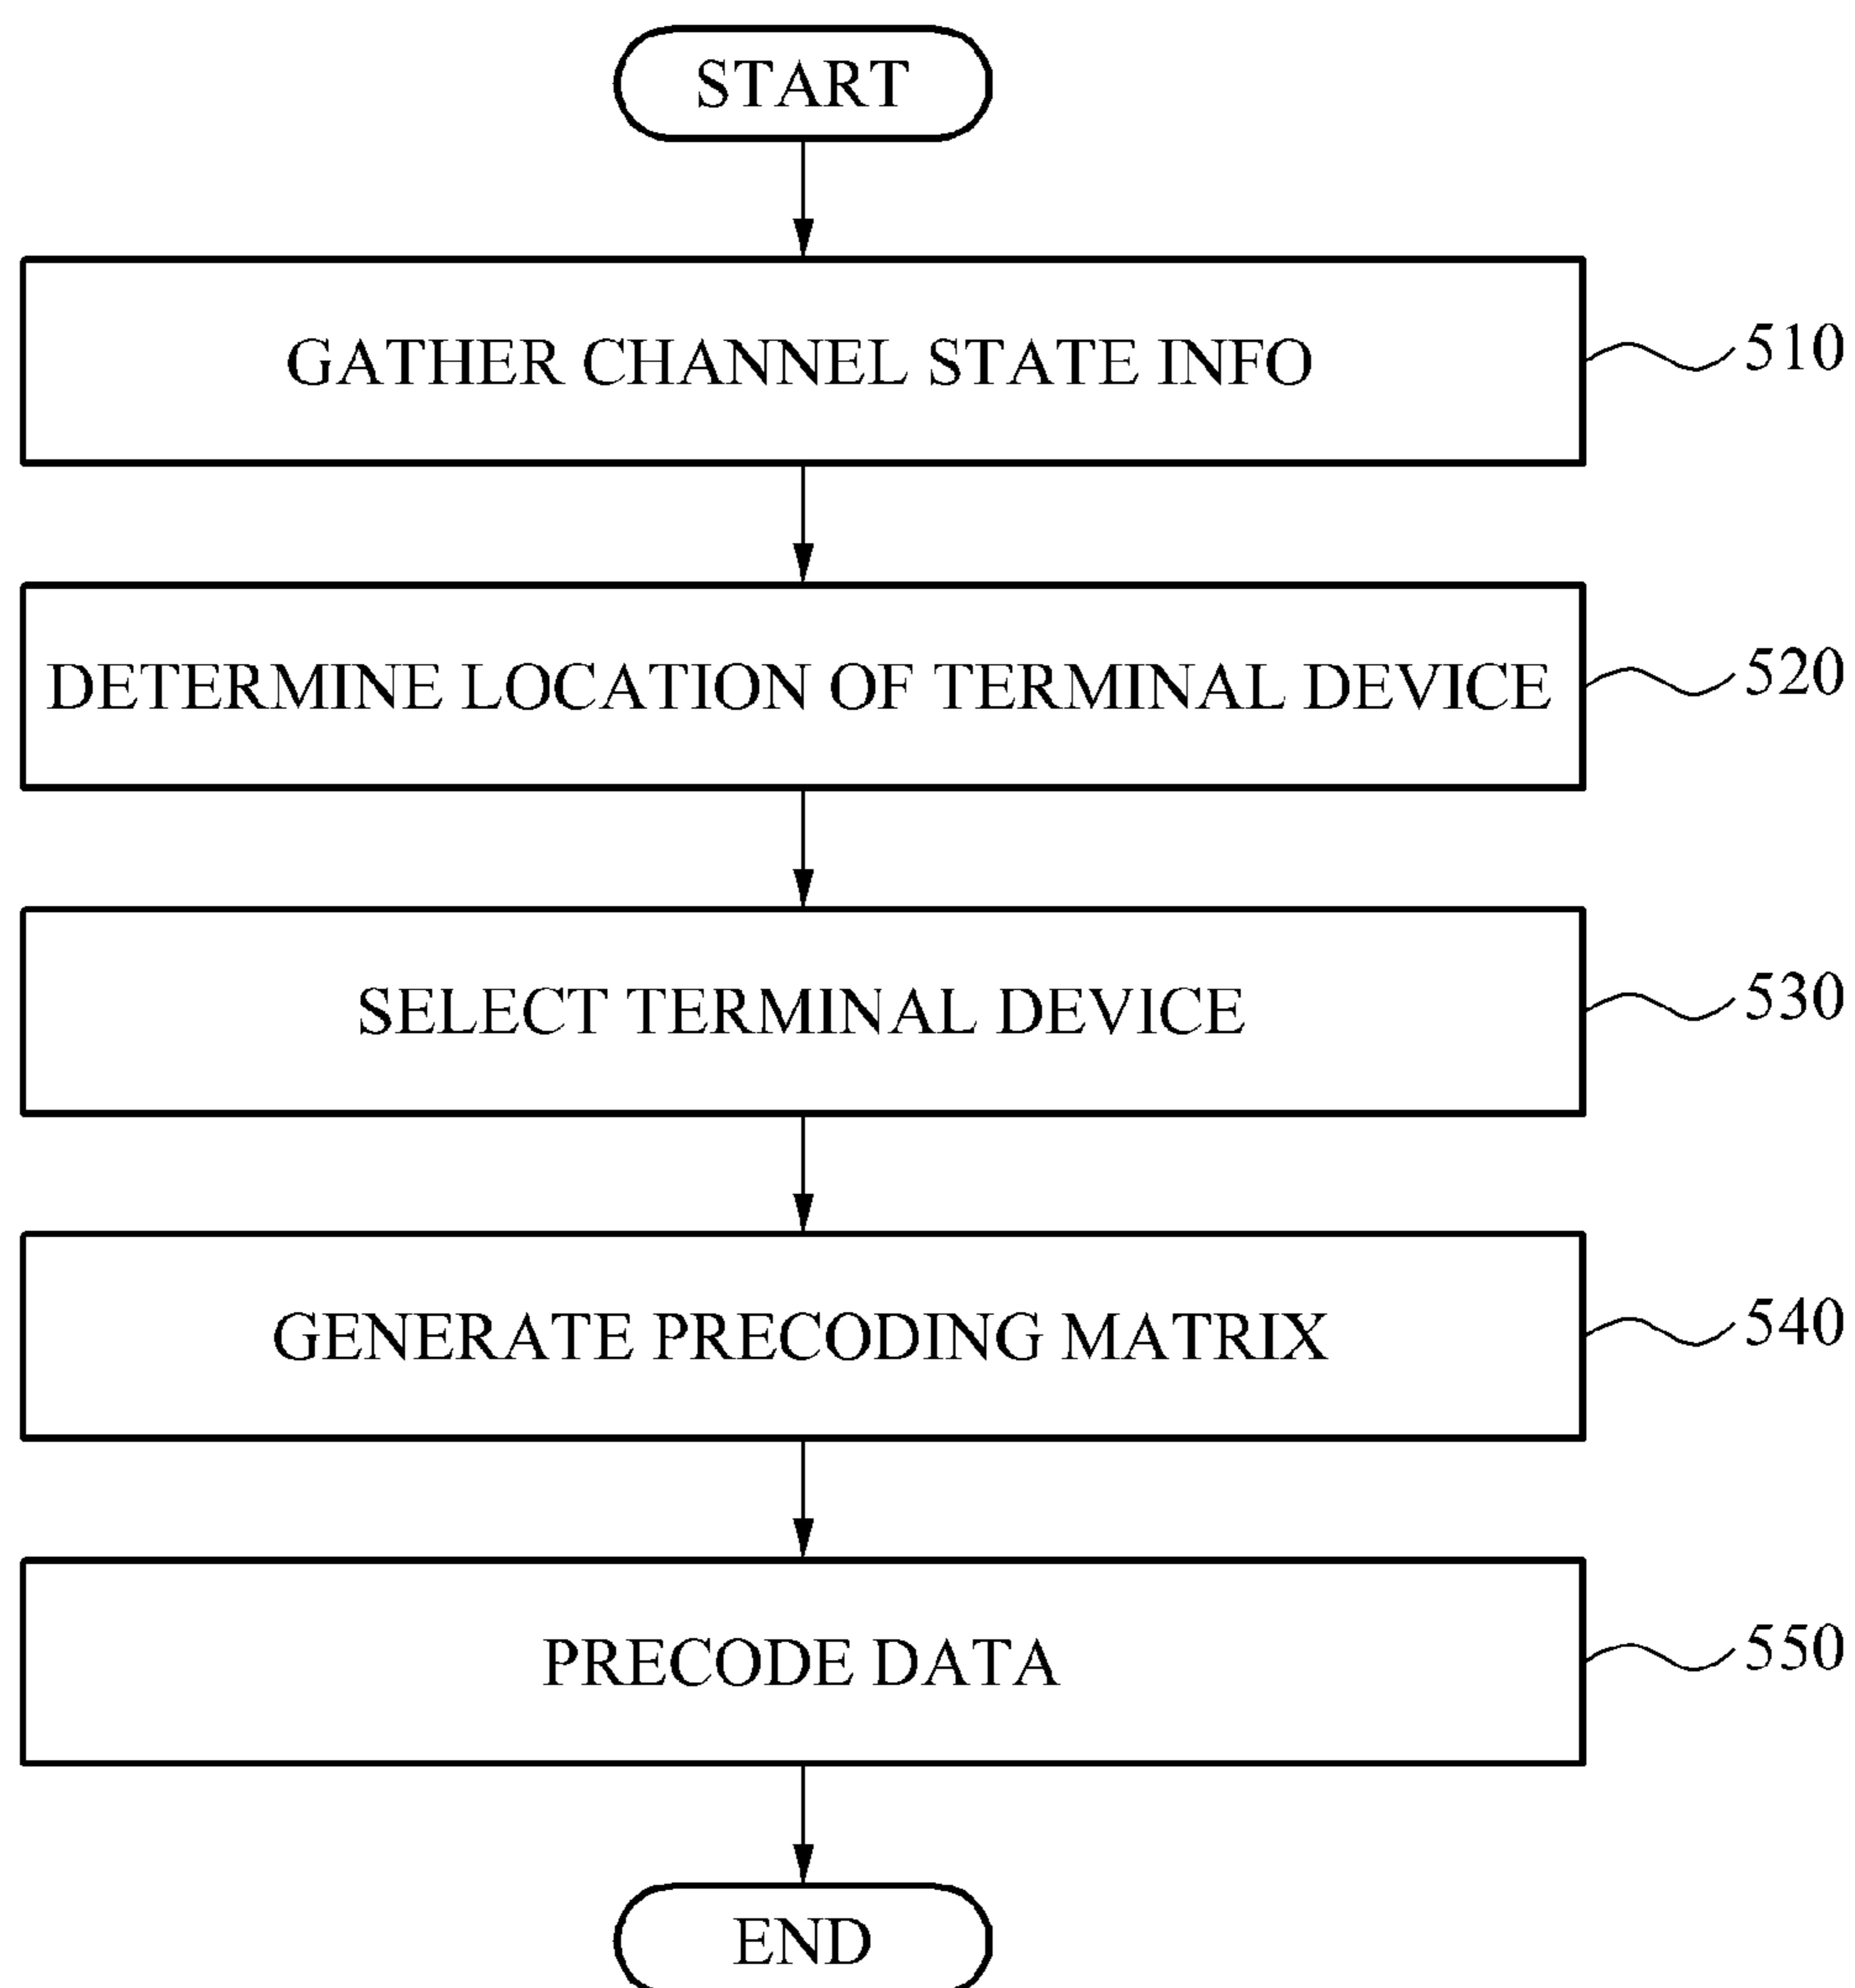 START
GATHER CHANNEL STATE INFO
510
DETERMINE LOCATION OF TERMINAL DEVICE
520
SELECT TERMINAL DEVICE
530
GENERATE PRECODING MATRIX
540
PRECODE DATA
550
END